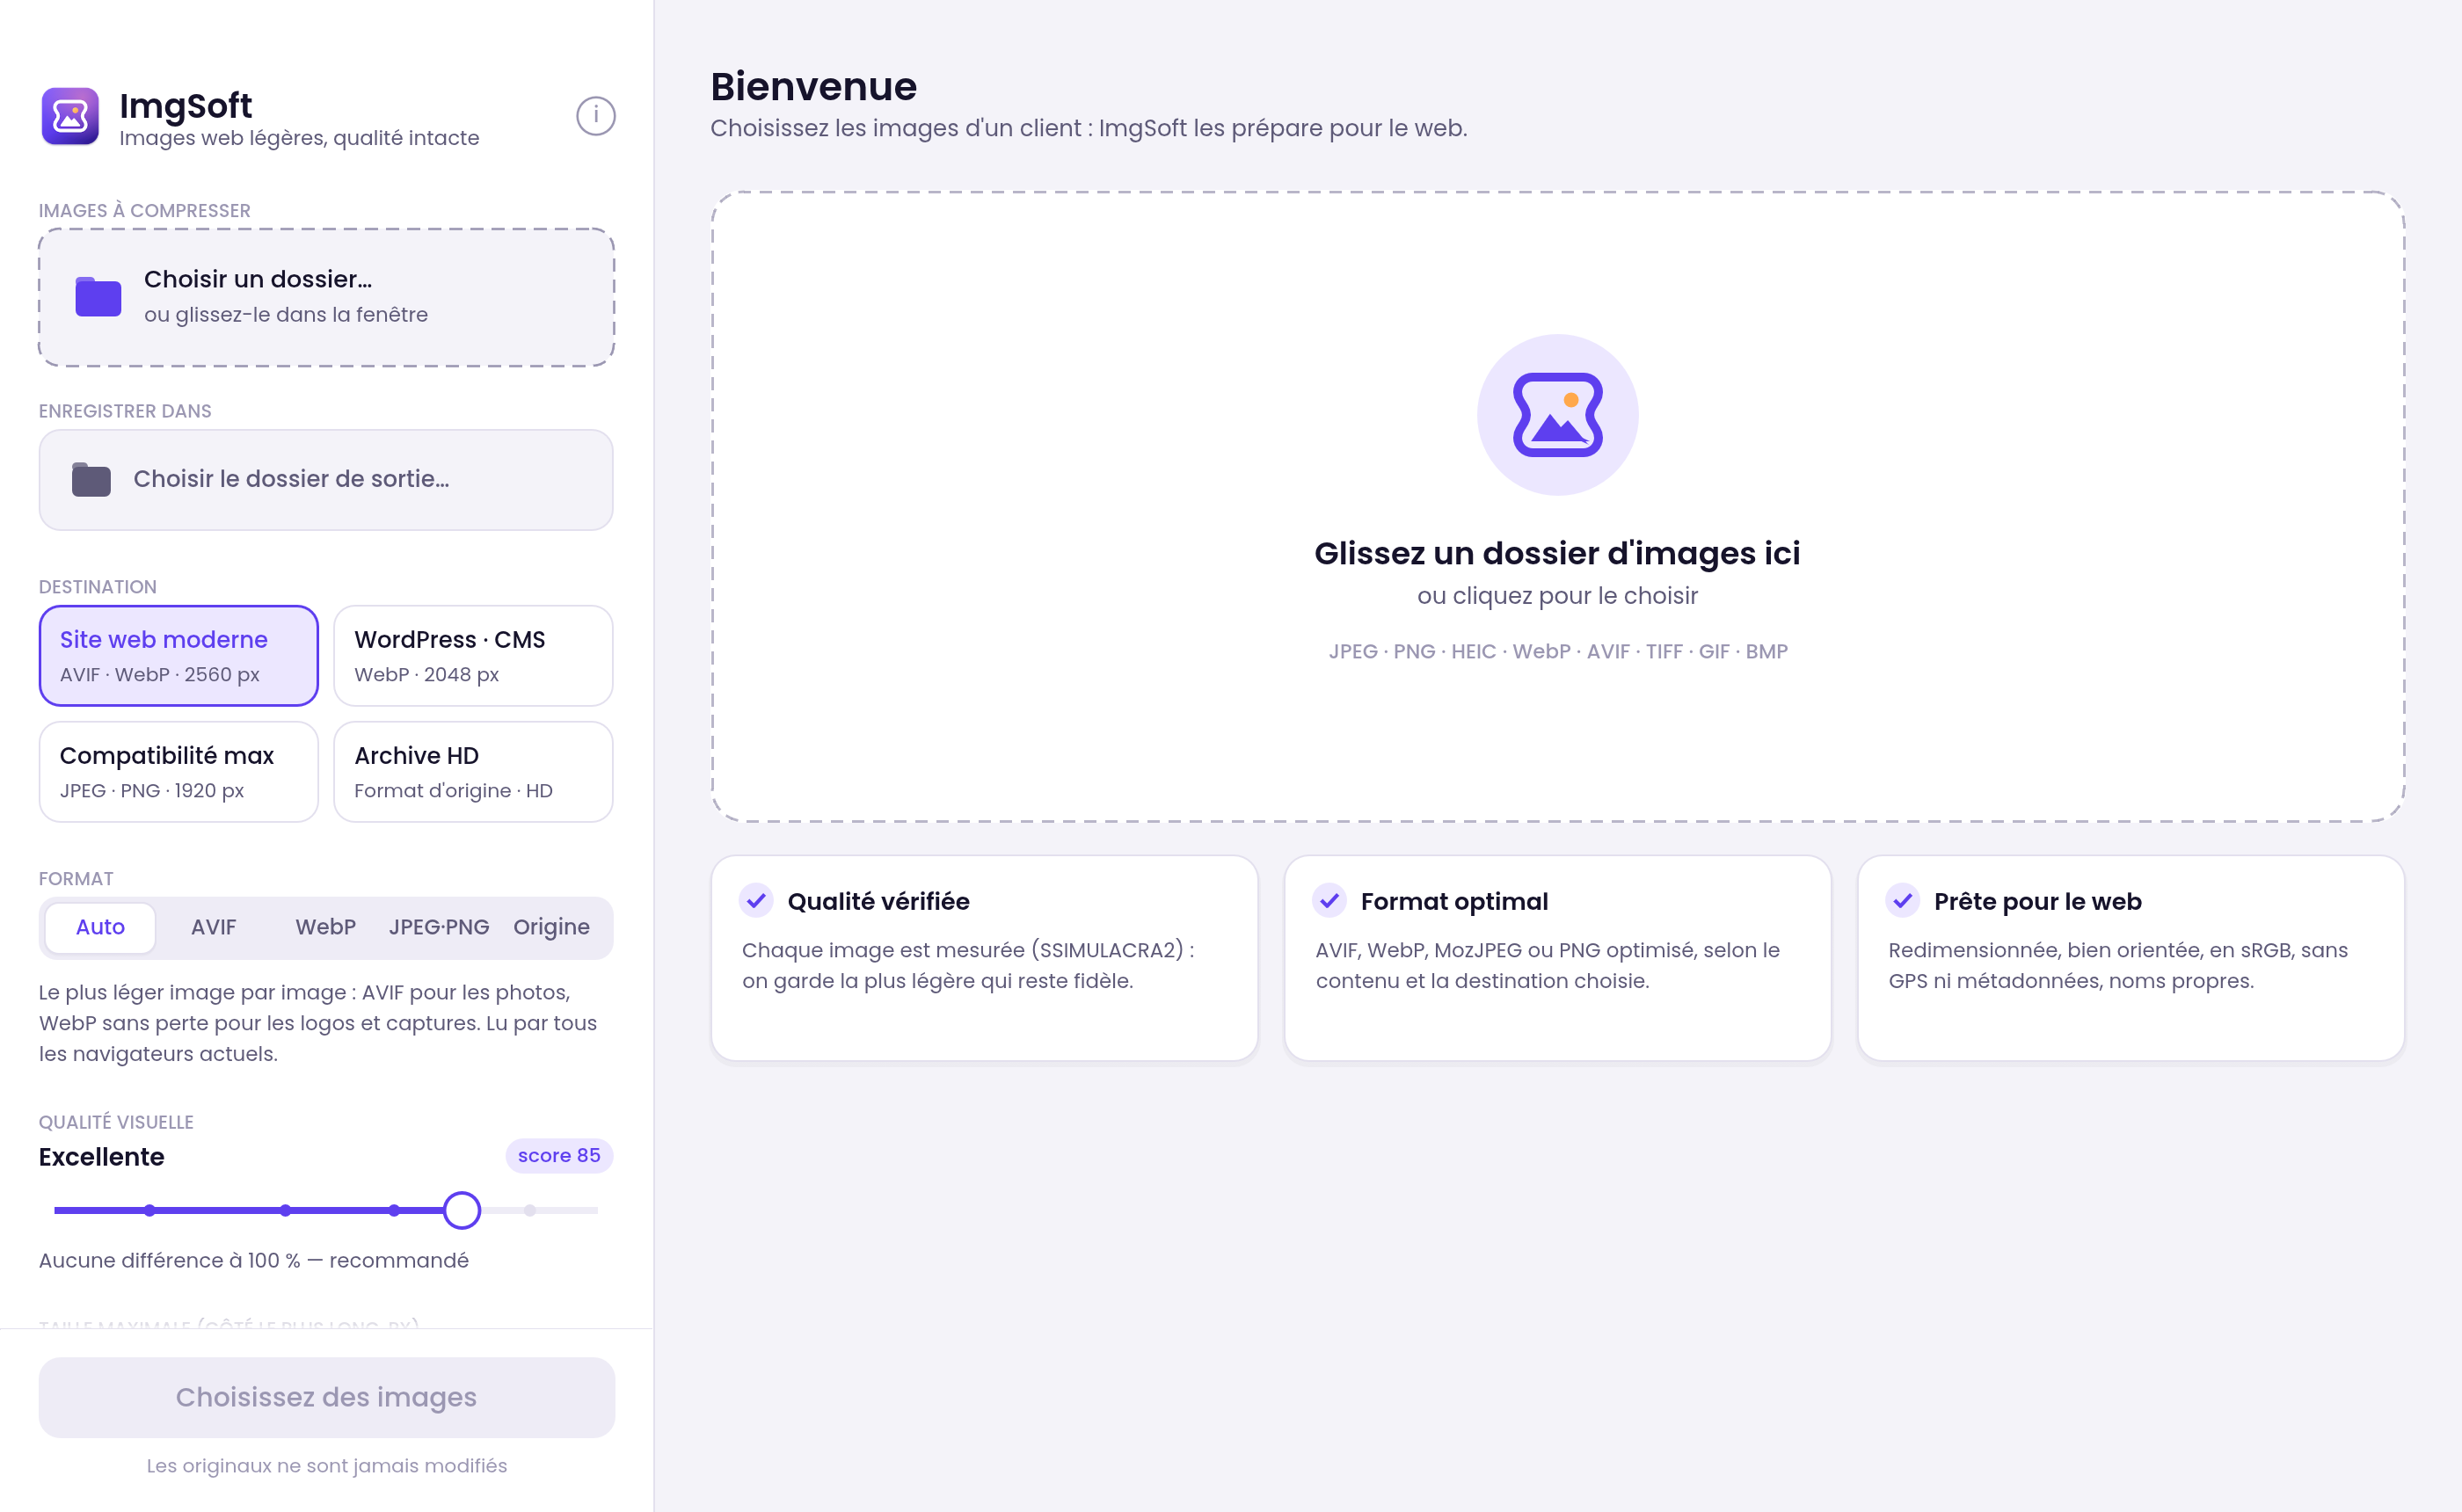 ImgSoft
Images web légères, qualité intacte
i
IMAGES À COMPRESSER
Choisir un dossier…
ou glissez-le dans la fenêtre
ENREGISTRER DANS
Choisir le dossier de sortie…
DESTINATION
Site web moderne
AVIF · WebP · 2560 px
WordPress · CMS
WebP · 2048 px
Compatibilité max
JPEG · PNG · 1920 px
Archive HD
Format d'origine · HD
FORMAT
Auto
AVIF
WebP
JPEG·PNG
Origine
Le plus léger image par image : AVIF pour les photos,
WebP sans perte pour les logos et captures. Lu par tous
les navigateurs actuels.
QUALITÉ VISUELLE
Excellente
score 85
Aucune différence à 100 % — recommandé
TAILLE MAXIMALE (CÔTÉ LE PLUS LONG, PX)
Choisissez des images
Les originaux ne sont jamais modifiés
Bienvenue
Choisissez les images d'un client : ImgSoft les prépare pour le web.
Glissez un dossier d'images ici
ou cliquez pour le choisir
JPEG · PNG · HEIC · WebP · AVIF · TIFF · GIF · BMP
Qualité vérifiée
Chaque image est mesurée (SSIMULACRA2) :
on garde la plus légère qui reste fidèle.
Format optimal
AVIF, WebP, MozJPEG ou PNG optimisé, selon le
contenu et la destination choisie.
Prête pour le web
Redimensionnée, bien orientée, en sRGB, sans
GPS ni métadonnées, noms propres.